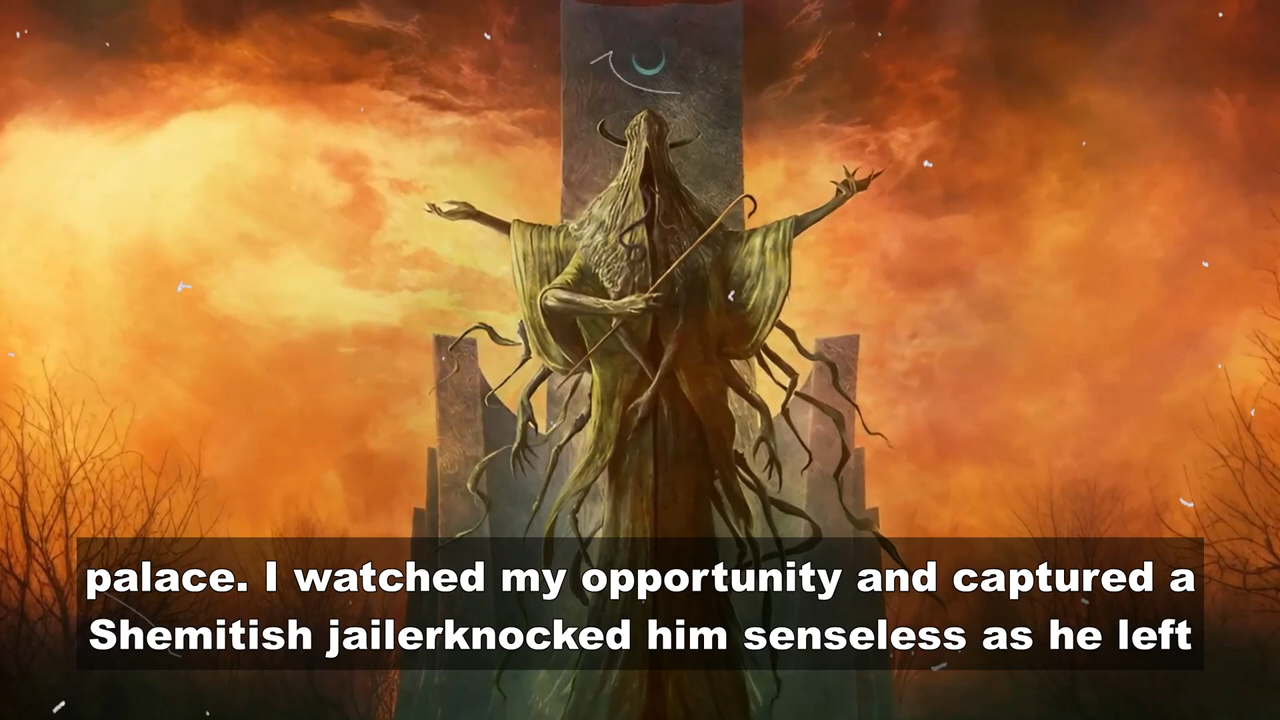 palace. I watched my opportunity and captured a
Shemitish jailerknocked him senseless as he left